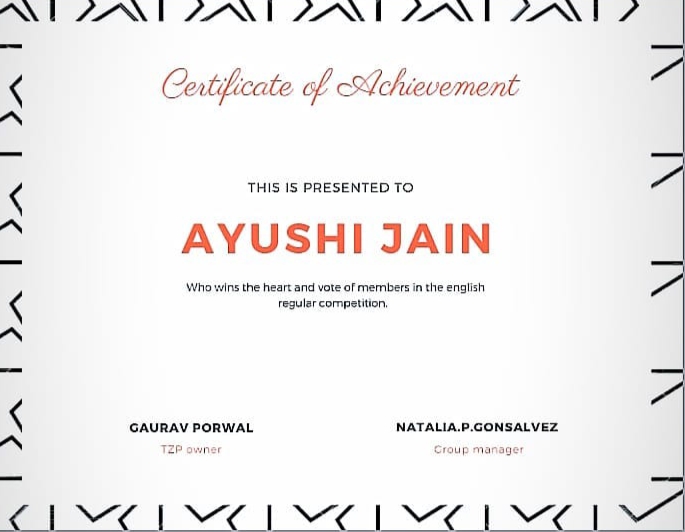 Certificate of Achievement
THIS IS PRESENTED TO
AYUSHI JAIN
Who wins the heart and vote of members in the english
regular competition.
GAURAV PORWAL
NATALIA.P.GONSALVEZ
TZP owner
Group manager